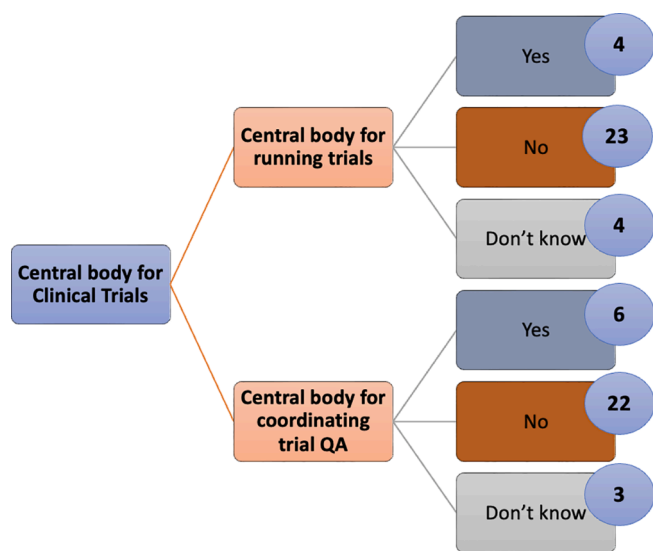 Central body for
Clinical Trials
Central body for
running trials
Yes
4
No
23
Don't know
4
Central body for
coordinating
trial QA
Yes
6
No
22
Don't know
3